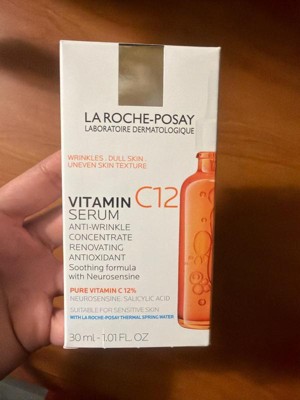 LA ROCHE-POSAY
LABORATOIRE DERMATOLOGIQUE
WRINKLES . DULL SKIN .
UNEVEN SKIN TEXTURE
VITAMIN C12
SERUM
ANTI-WRINKLE
CONCENTRATE
RENOVATING
ANTIOXIDANT
Soothing formula
with Neurosensine
PURE VITAMIN C 12%
NEUROSENSINE. SALICYLIC ACID
SUITABLE FOR SENSITIVE SKIN
WITH LA ROCHE-POSAY THERMAL SPRING WATER
30 ml - 1.01 FL. OZ